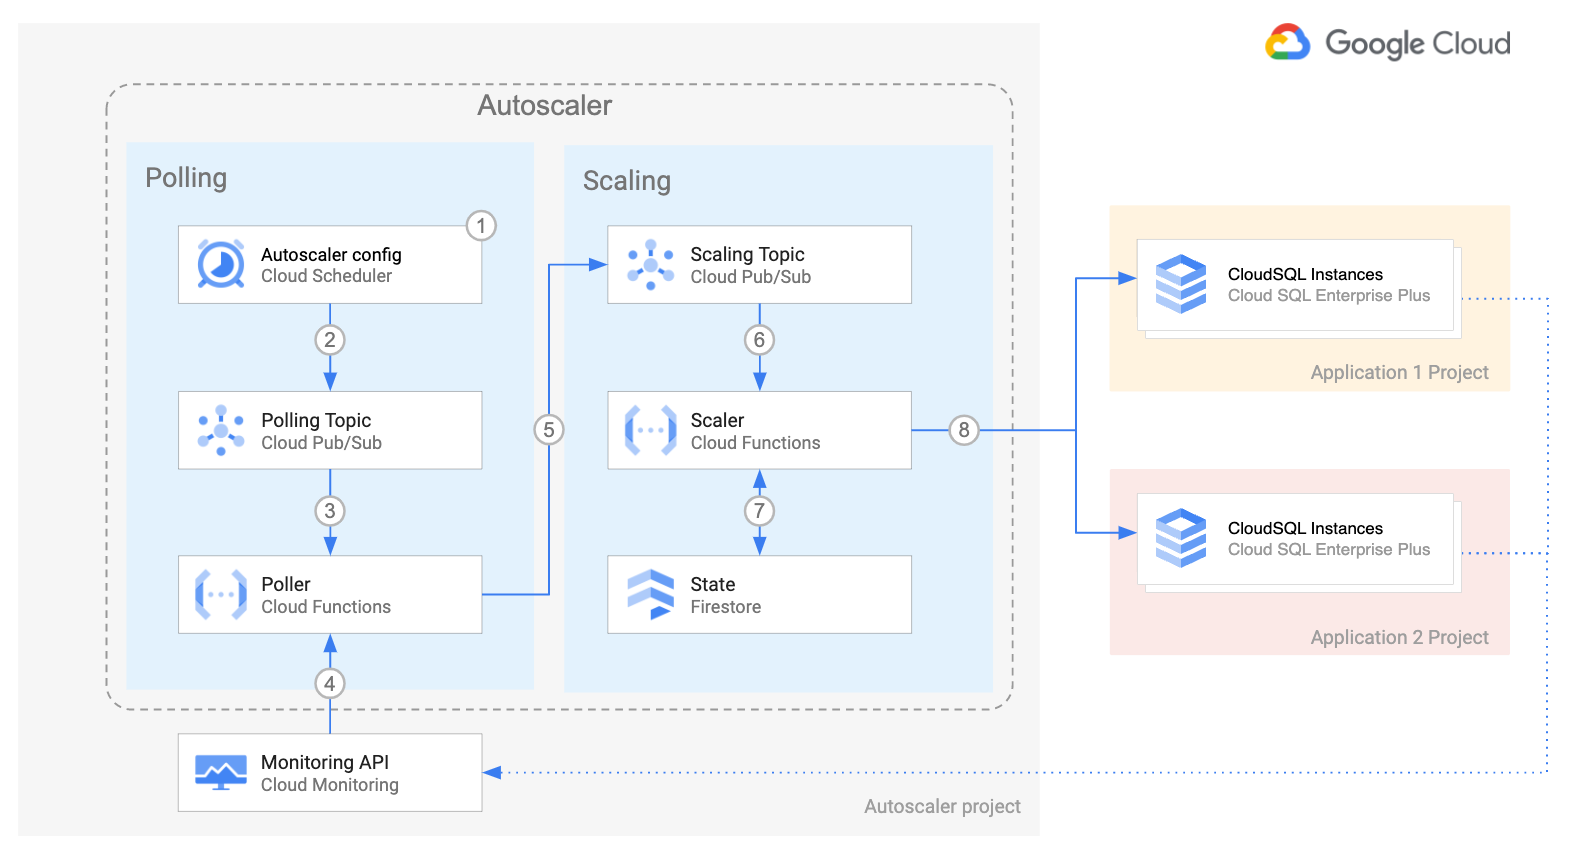 Google Cloud
Autoscaler
Polling
Scaling
1
Autoscaler config
Cloud Scheduler
2
Polling Topic
Cloud Pub/Sub
3
Poller
Cloud Functions
4
Monitoring API
Cloud Monitoring
5
Scaling Topic
Cloud Pub/Sub
6
Scaler
Cloud Functions
7
State
Firestore
8
CloudSQL Instances
Cloud SQL Enterprise Plus
Application 1 Project
CloudSQL Instances
Cloud SQL Enterprise Plus
Application 2 Project
Autoscaler project